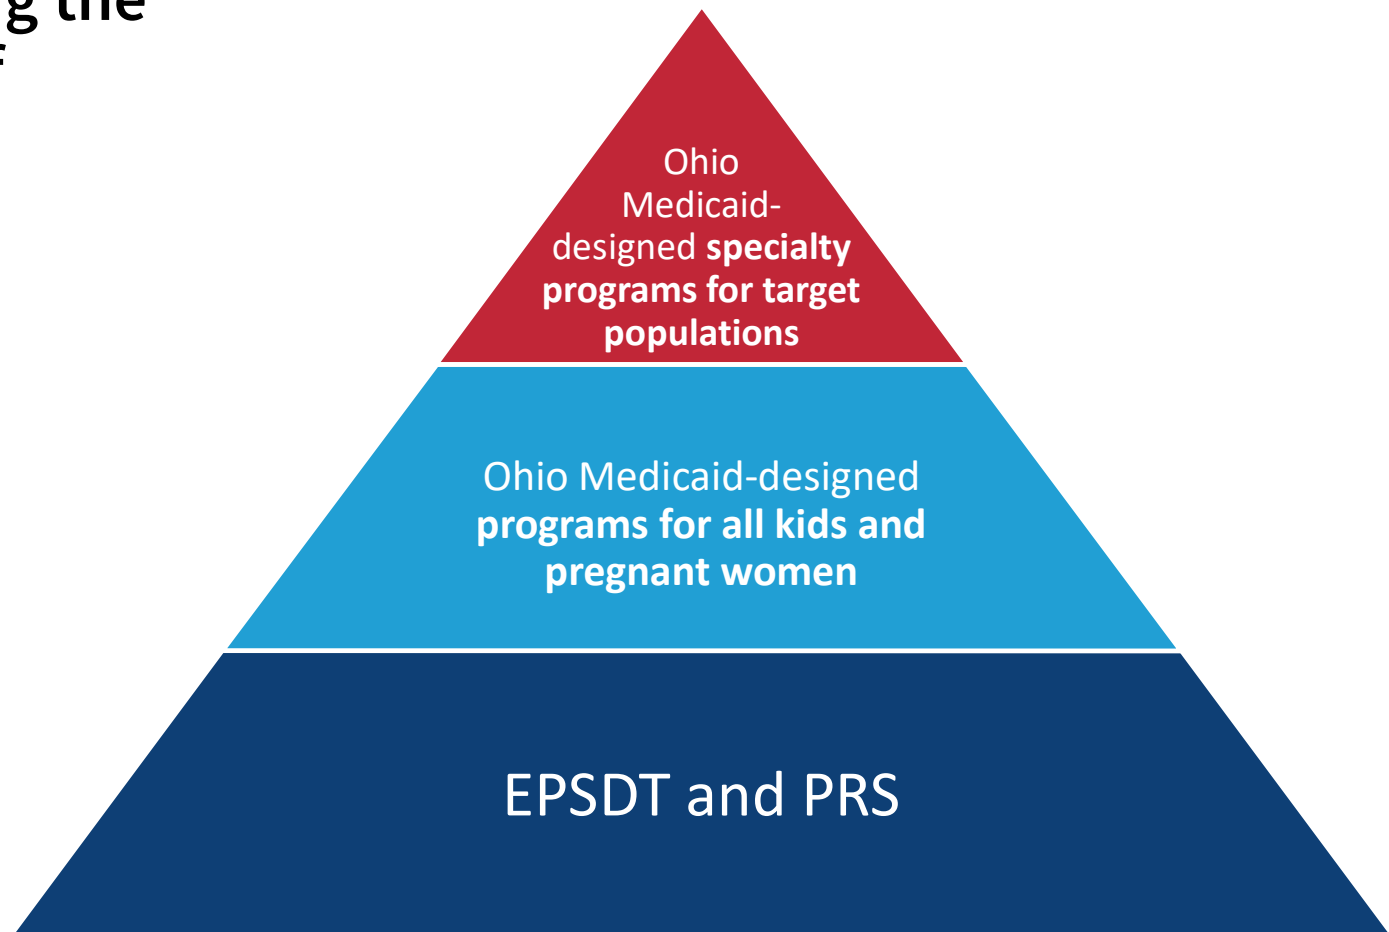 g the
f
Ohio
Medicaid-
designed specialty
programs for target
populations
Ohio Medicaid-designed
programs for all kids and
pregnant women
EPSDT and PRS